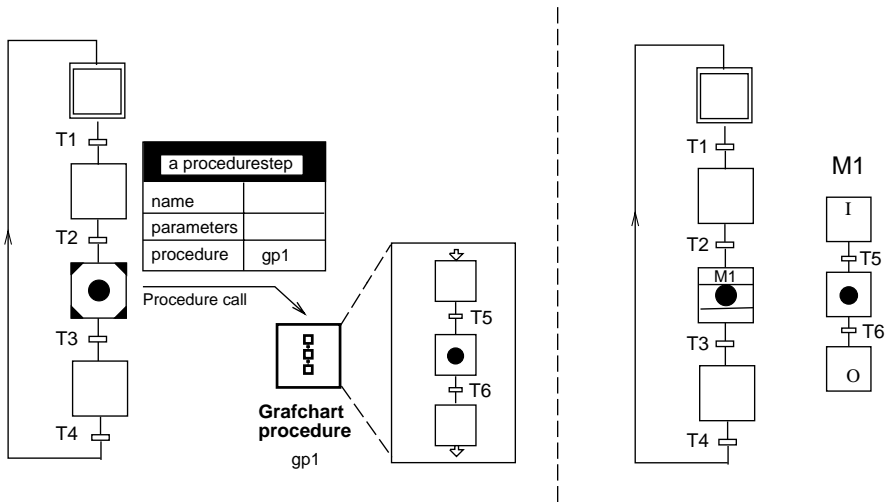 T1
a procedurestep
name
parameters
T2
procedure gp1
Procedure call
T3
T5
T6
Grafchart
procedure
gp1
T4
T1
M1
I
T2
T5
M1
T6
T3
O
T4